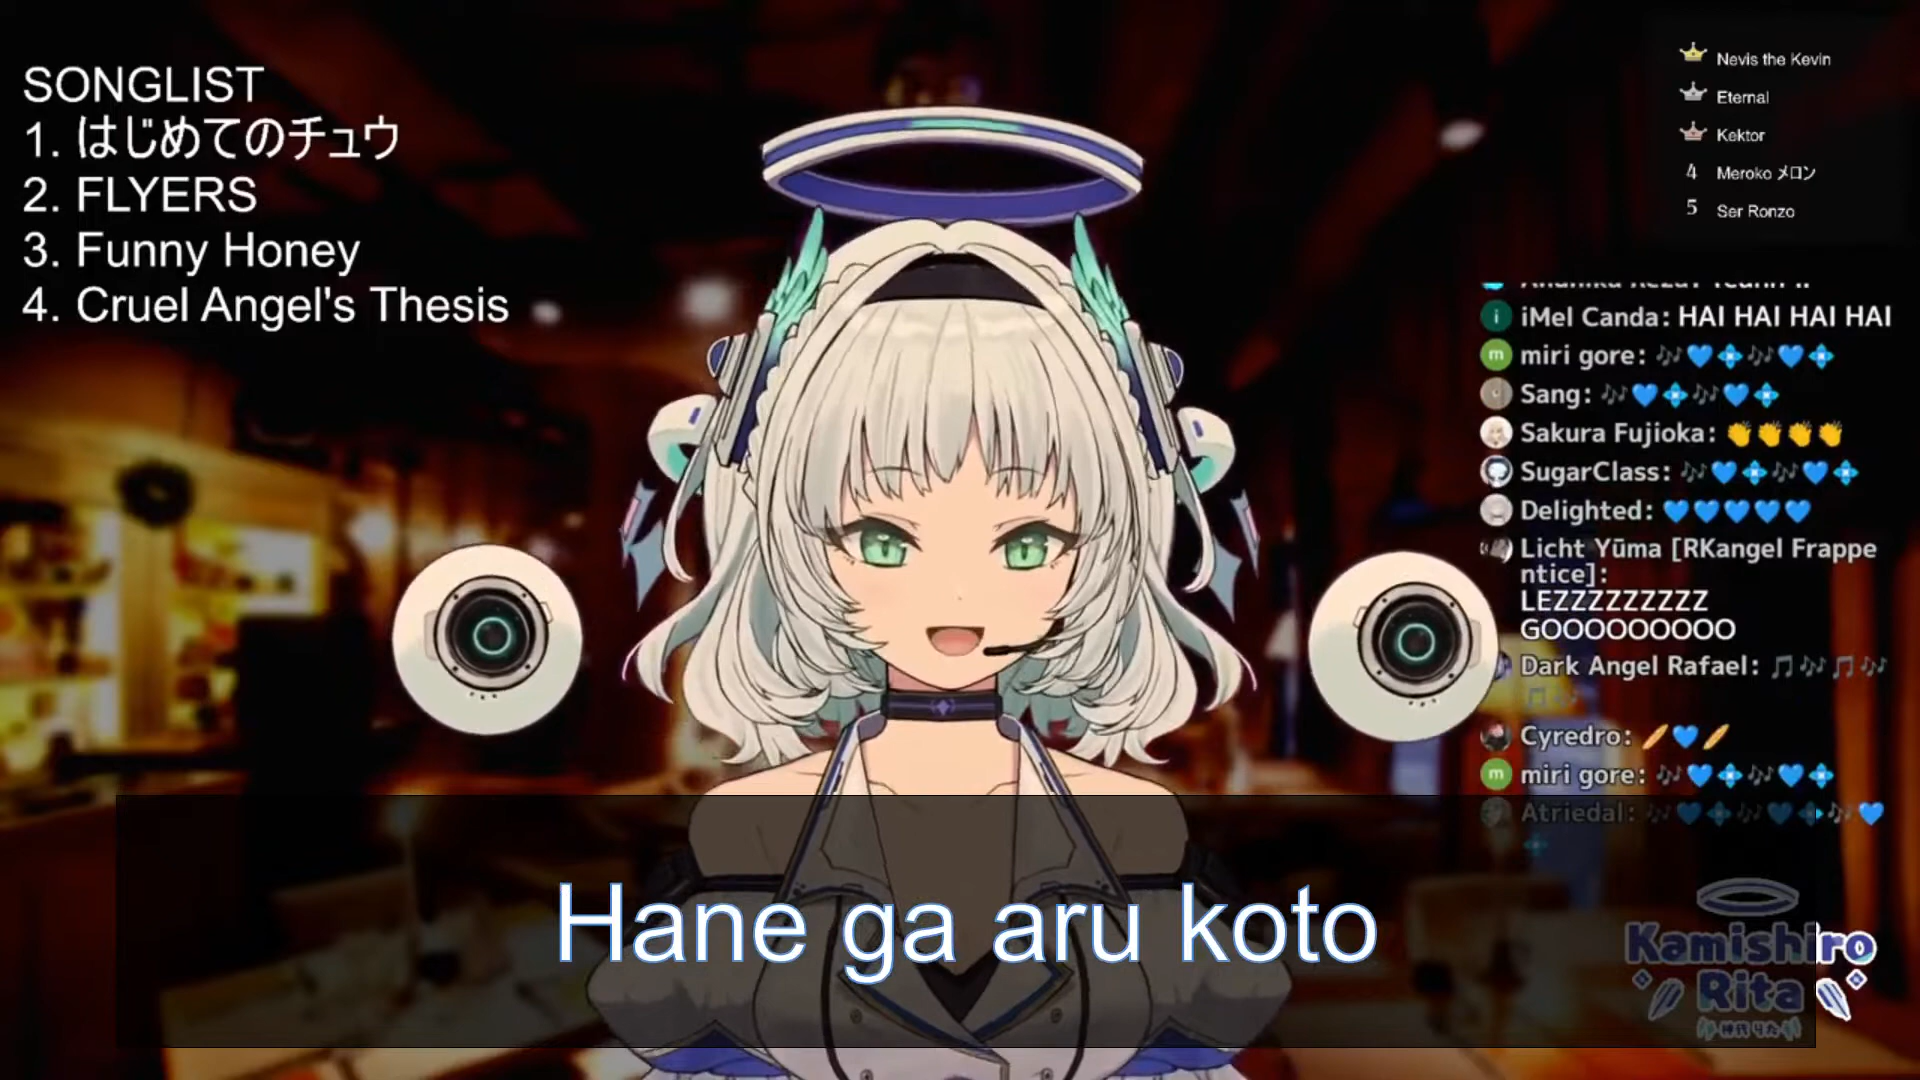 SONGLIST
1. はじめてのチュウ
2. FLYERS
3. Funny Honey
4. Cruel Angel's Thesis
Nevis the Kevin
Eternal
Kektor
4 Meroko メロン
5 Ser Ronzo
iMel Canda: HAI HAI HAI HAI
miri gore: 🎶💙💠🎶💙💠
Sang: 🎶💙💠🎶💙💠
Sakura Fujioka: 👏👏👏👏
SugarClass: 🎶💙💠🎶💙💠
Delighted: 💙💙💙💙💙
Licht Yūma [RKangel Frappe
ntice]:
LEZZZZZZZZZ
GOOOOOOOOOO
Dark Angel Rafael: 🎵🎶🎵🎶
🎵🎶
Cyredro: 🥖💙🥖
miri gore: 🎶💙💠🎶💙💠
Atriedal: 🎶💙💠🎶💙💠🎶💙
💠
Hane ga aru koto
Kamishiro
Rita